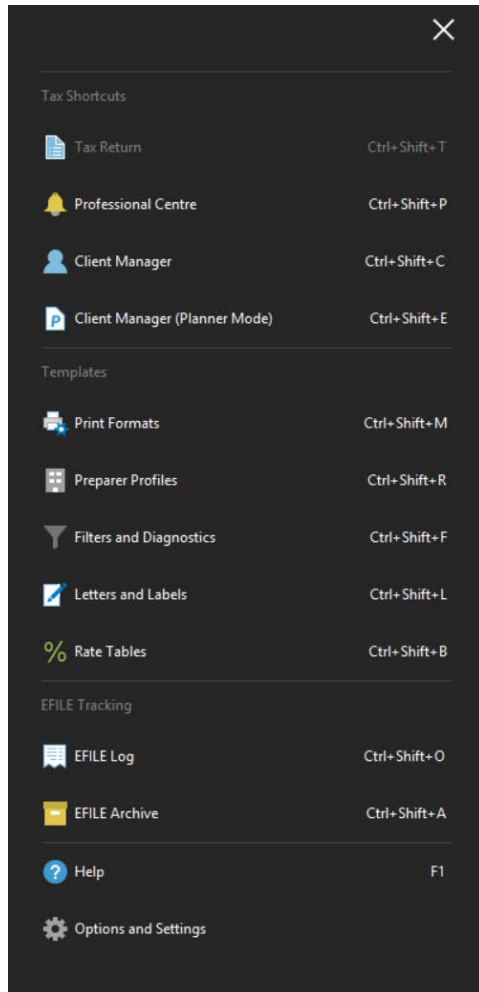 Tax Shortcuts
Tax Return Ctrl+Shift+T
Professional Centre Ctrl+Shift+P
Client Manager Ctrl+Shift+C
P Client Manager (Planner Mode) Ctrl+Shift+E
Templates
Print Formats Ctrl+Shift+M
Preparer Profiles Ctrl+Shift+R
Filters and Diagnostics Ctrl+Shift+F
Letters and Labels Ctrl+Shift+L
% Rate Tables Ctrl+Shift+B
EFILE Tracking
EFILE Log Ctrl+Shift+O
EFILE Archive Ctrl+Shift+A
? Help F1
Options and Settings